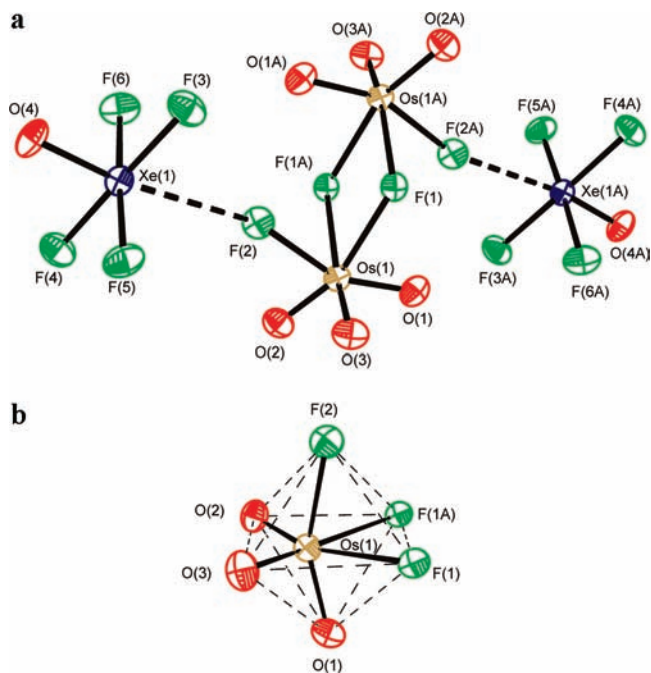 a
O(3A)
O(2A)
O(1A)
F(6)
F(3)
O(4)
Os(1A)
F(5A)
F(4A)
F(2A)
F(1A)
Xe(1)
F(1)
Xe(1A)
F(2)
O(4A)
F(4)
F(5)
Os(1)
F(3A)
F(6A)
O(1)
O(2)
O(3)
b
F(2)
O(2)
F(1A)
Os(1)
O(3)
F(1)
O(1)